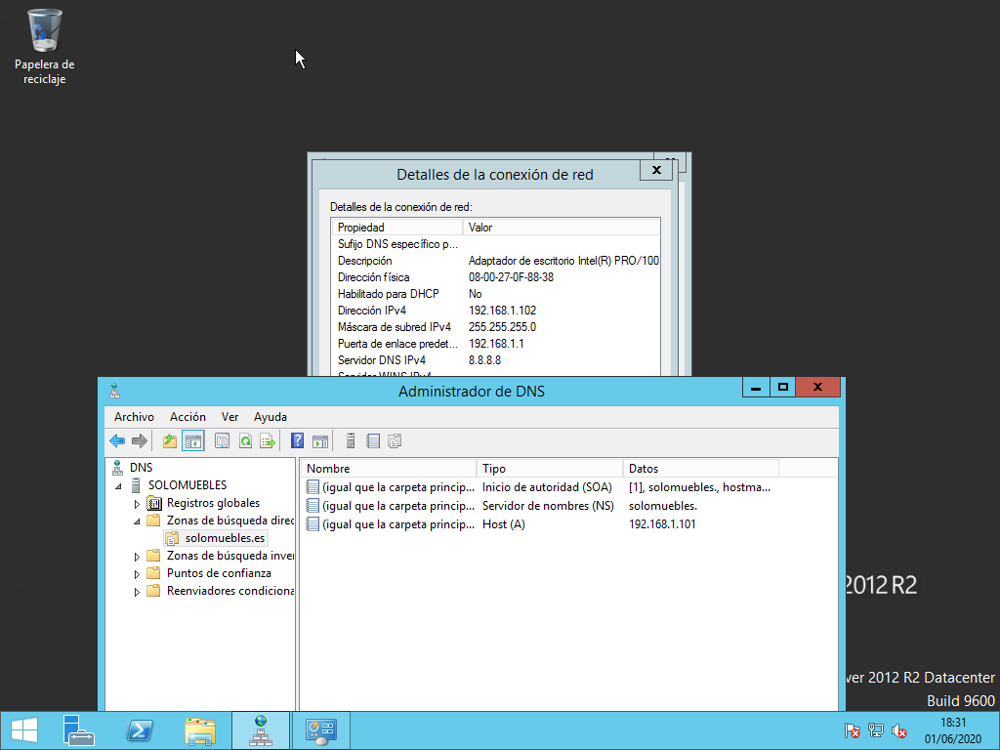 Papelera de
reciclaje
Detalles de la conexión de red
Detalles de la conexión de red:
Propiedad Valor
Sufijo DNS específico p...
Descripción Adaptador de escritorio Intel(R) PRO/100
Dirección física 08-00-27-0F-88-38
Habilitado para DHCP No
Dirección IPv4 192.168.1.102
Máscara de subred IPv4 255.255.255.0
Puerta de enlace predet... 192.168.1.1
Servidor DNS IPv4 8.8.8.8
Servidor WINS IPv4
Administrador de DNS
Archivo Acción Ver Ayuda
DNS
SOLOMUEBLES
Registros globales
Zonas de búsqueda direc
solomuebles.es
Zonas de búsqueda inver
Puntos de confianza
Reenviadores condiciona
Nombre Tipo Datos
(igual que la carpeta princip... Inicio de autoridad (SOA) [1], solomuebles., hostma...
(igual que la carpeta princip... Servidor de nombres (NS) solomuebles.
(igual que la carpeta princip... Host (A) 192.168.1.101
2012 R2
ver 2012 R2 Datacenter
Build 9600
18:31
01/06/2020